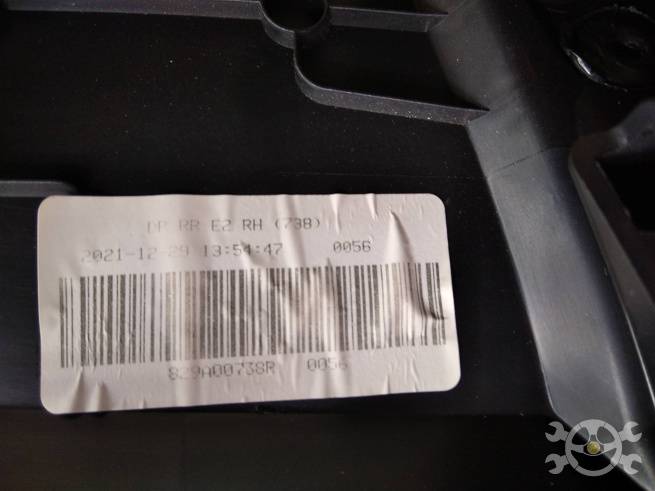 DP RR E2 RH (738)
2021-12-29 13:54:47 0056
829A00738R 0056